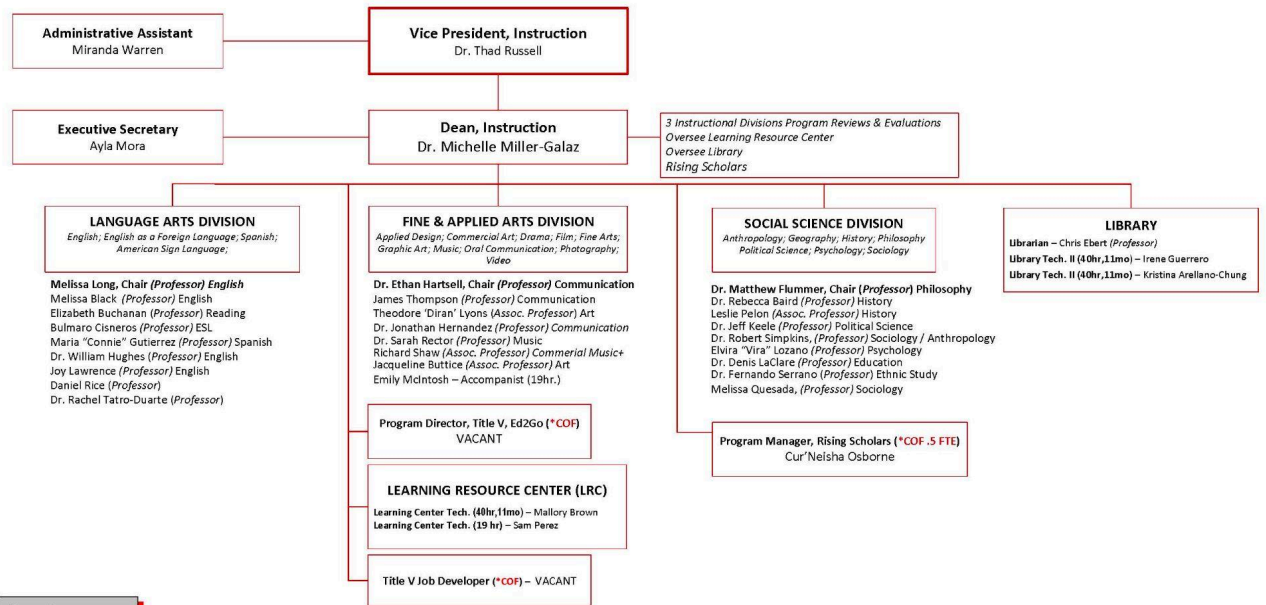 Administrative Assistant
Miranda Warren
Vice President, Instruction
Dr. Thad Russell
Executive Secretary
Ayla Mora
Dean, Instruction
Dr. Michelle Miller-Galaz
3 Instructional Divisions Program Reviews & Evaluations
Oversee Learning Resource Center
Oversee Library
Rising Scholars
LANGUAGE ARTS DIVISION
English; English as a Foreign Language; Spanish;
American Sign Language;
Melissa Long, Chair (Professor) English
Melissa Black (Professor) English
Elizabeth Buchanan (Professor) Reading
Bulmaro Cisneros (Professor) ESL
Maria “Connie” Gutierrez (Professor) Spanish
Dr. William Hughes (Professor) English
Joy Lawrence (Professor) English
Daniel Rice (Professor)
Dr. Rachel Tatro-Duarte (Professor)
FINE & APPLIED ARTS DIVISION
Applied Design; Commercial Art; Drama; Film; Fine Arts;
Graphic Art; Music; Oral Communication; Photography;
Video
Dr. Ethan Hartsell, Chair (Professor) Communication
James Thompson (Professor) Communication
Theodore ‘Diran’ Lyons (Assoc. Professor) Art
Dr. Jonathan Hernandez (Professor) Communication
Dr. Sarah Rector (Professor) Music
Richard Shaw (Assoc. Professor) Commerial Music+
Jacqueline Buttice (Assoc. Professor) Art
Emily McIntosh – Accompanist (19hr.)
Program Director, Title V, Ed2Go (*COF)
VACANT
LEARNING RESOURCE CENTER (LRC)
Learning Center Tech. (40hr,11mo) – Mallory Brown
Learning Center Tech. (19 hr) – Sam Perez
Title V Job Developer (*COF) – VACANT
SOCIAL SCIENCE DIVISION
Anthropology; Geography; History; Philosophy
Political Science; Psychology; Sociology
Dr. Matthew Flummer, Chair (Professor) Philosophy
Dr. Rebecca Baird (Professor) History
Leslie Pelon (Assoc. Professor) History
Dr. Jeff Keele (Professor) Political Science
Dr. Robert Simpkins, (Professor) Sociology / Anthropology
Elvira “Vira” Lozano (Professor) Psychology
Dr. Denis LaClare (Professor) Education
Dr. Fernando Serrano (Professor) Ethnic Study
Melissa Quesada, (Professor) Sociology
Program Manager, Rising Scholars (*COF .5 FTE)
Cur’Neisha Osborne
LIBRARY
Librarian – Chris Ebert (Professor)
Library Tech. II (40hr,11mo) – Irene Guerrero
Library Tech. II (40hr,11mo) – Kristina Arellano-Chung